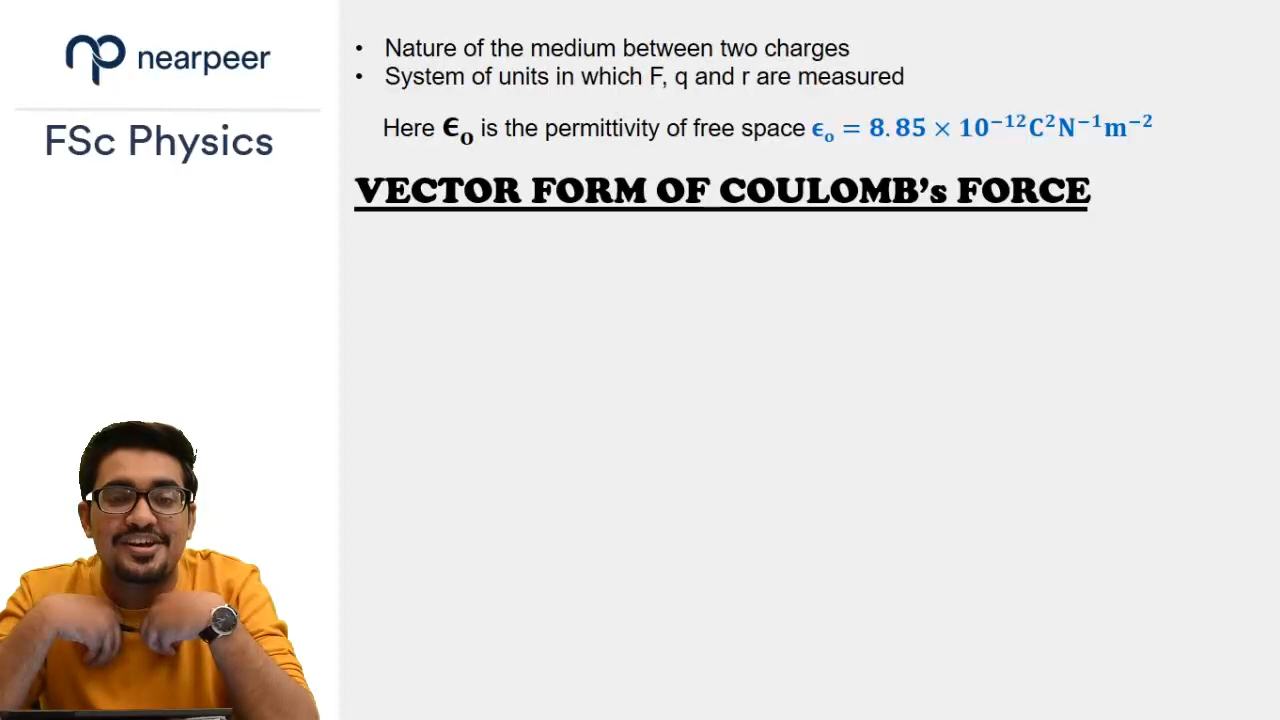 nearpeer
FSc Physics
• Nature of the medium between two charges
• System of units in which F, q and r are measured
Here ϵₒ is the permittivity of free space ϵₒ = 8.85 × 10⁻¹²C²N⁻¹m⁻²
VECTOR FORM OF COULOMB's FORCE